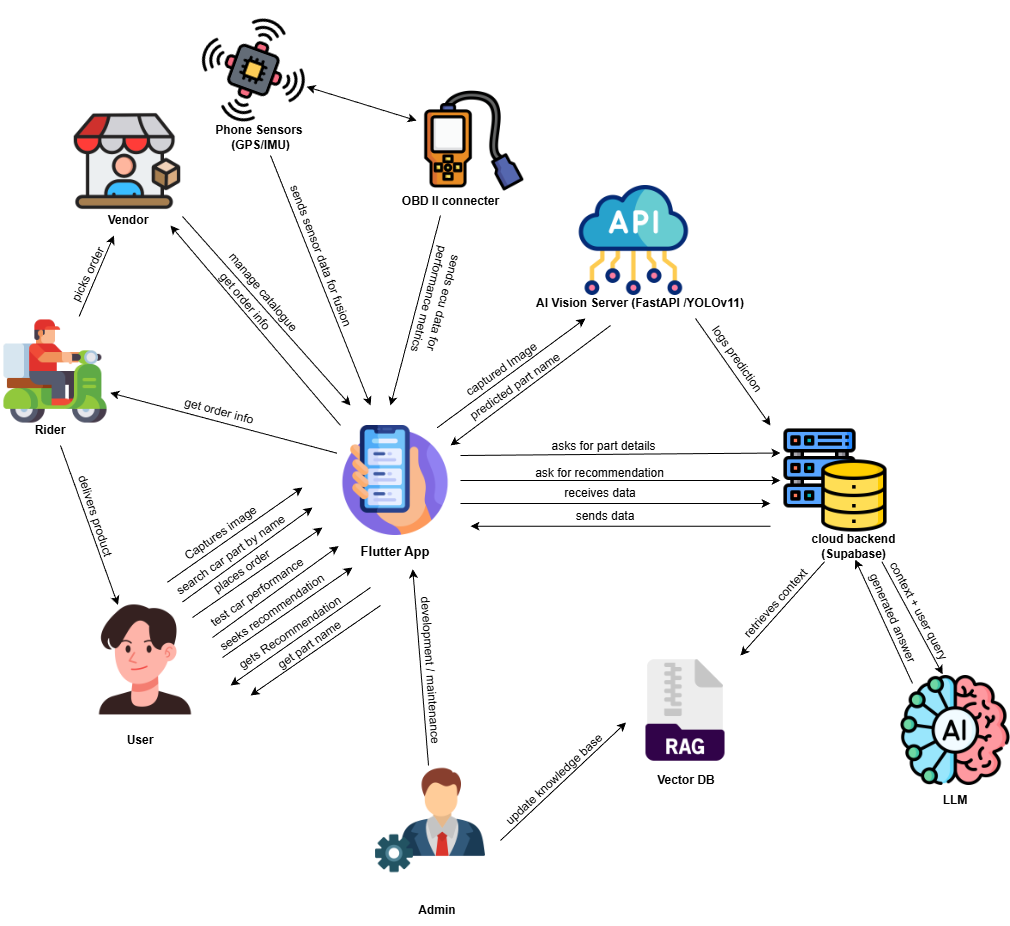 Phone Sensors
(GPS/IMU)
OBD II connecter
Vendor
API
AI Vision Server (FastAPI /YOLOv11)
picks order
manage catalogue
get order info
sends sensor data for fusion
sends ecu data for
performance metrics
captured Image
predicted part name
logs prediction
Rider
get order info
Flutter App
asks for part details
ask for recommendation
receives data
sends data
cloud backend
(Supabase)
delivers product
Captures image
search car part by name
places order
test car performance
seeks recommendation
gets Recommendation
get part name
User
development / maintenance
retrieves context
context + user query
generated answer
RAG
Vector DB
AI
LLM
update knowledge base
Admin